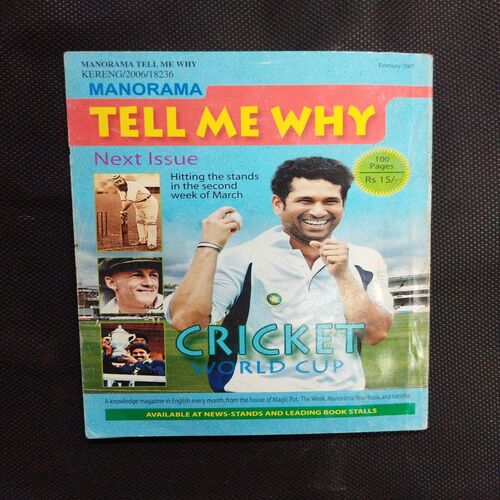 MANORAMA TELL ME WHY
KERENG/2006/18236
February 2007
MANORAMA
TELL ME WHY
Next Issue
Hitting the stands
in the second
week of March
100
Pages
Rs 15/-
CRICKET
WORLD CUP
A knowledge magazine in English every month, from the house of Magic Pot, The Week, Manorama Year Book, and Vanitha
AVAILABLE AT NEWS-STANDS AND LEADING BOOK STALLS